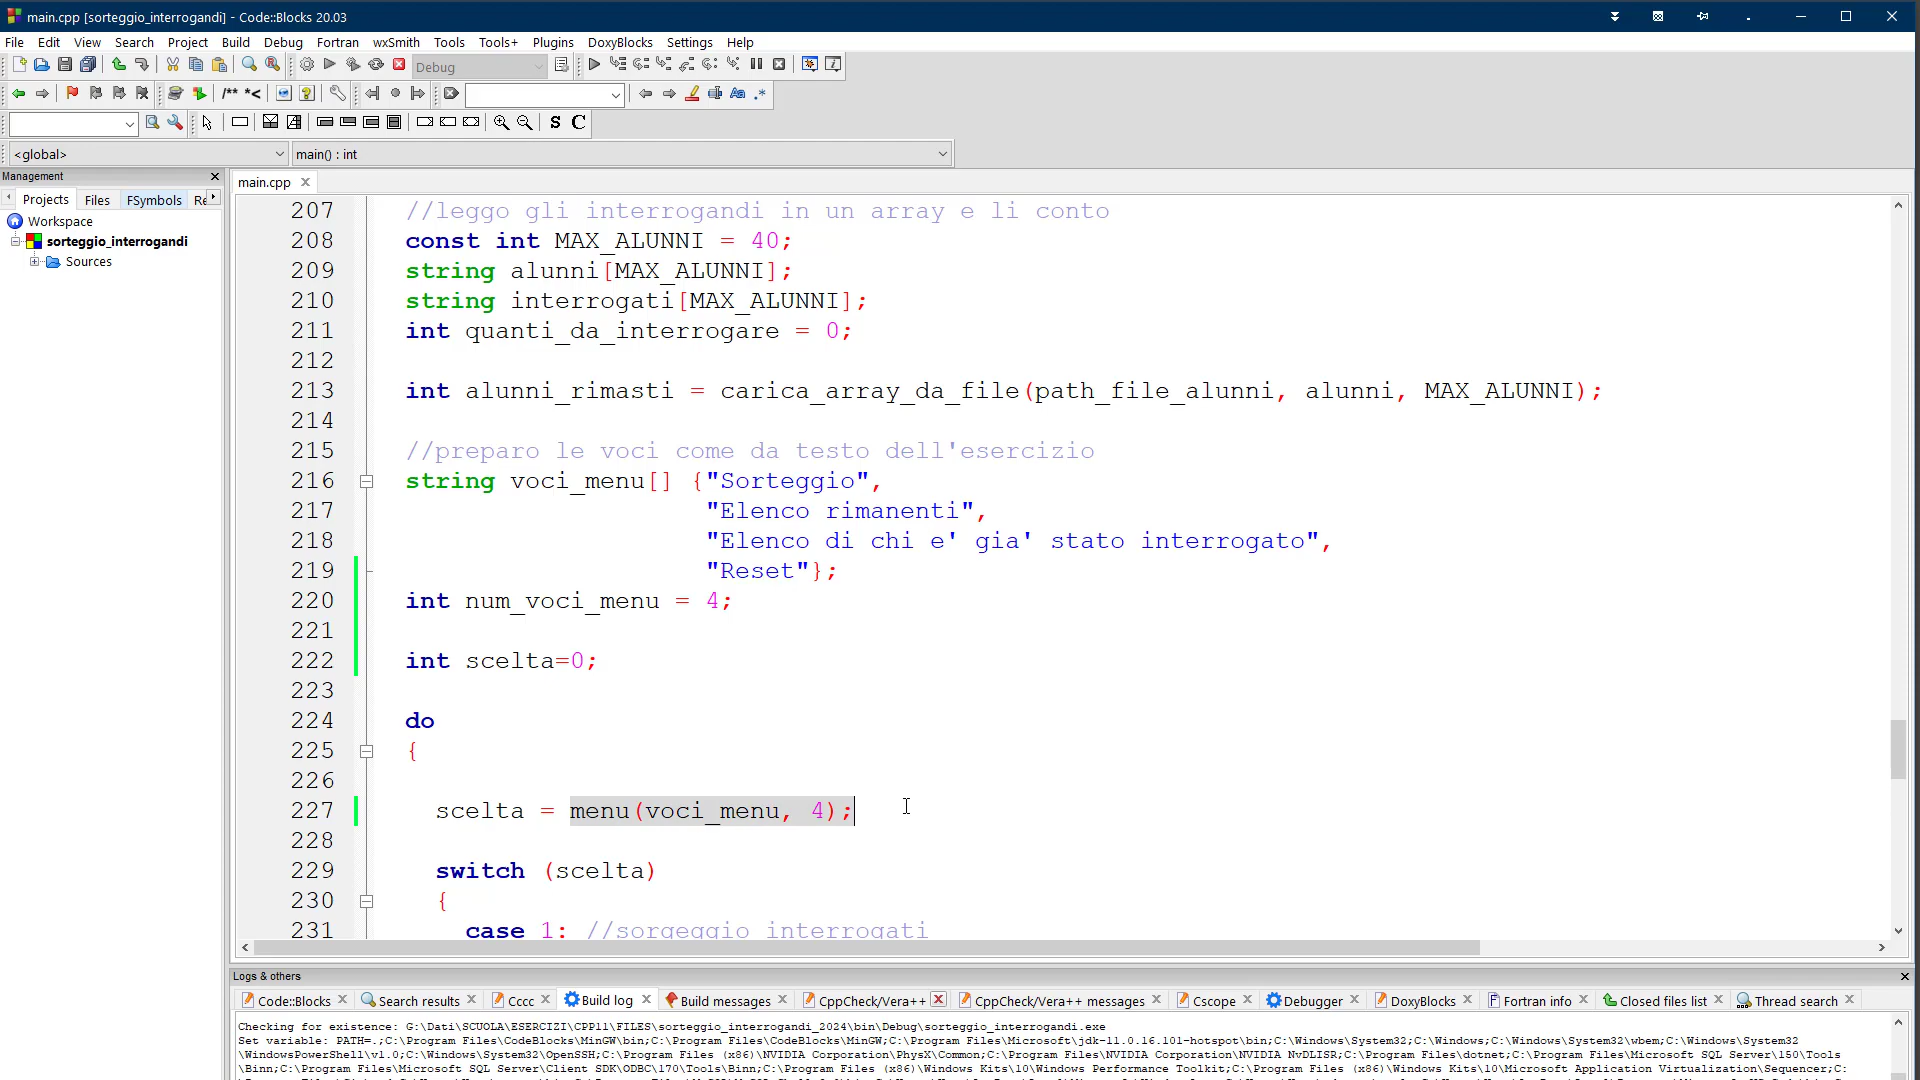 main.cpp [sorteggio_interrogandi] - Code::Blocks 20.03
File Edit View Search Project Build Debug Fortran wxSmith Tools Tools+ Plugins DoxyBlocks Settings Help
Debug
/** *<
Aa .*
S C
<global> main() : int
Management
main.cpp
Projects Files FSymbols Re
Workspace
sorteggio_interrogandi
Sources
207 //leggo gli interrogandi in un array e li conto
208 const int MAX_ALUNNI = 40;
209 string alunni[MAX_ALUNNI];
210 string interrogati[MAX_ALUNNI];
211 int quanti_da_interrogare = 0;
212
213 int alunni_rimasti = carica_array_da_file(path_file_alunni, alunni, MAX_ALUNNI);
214
215 //preparo le voci come da testo dell'esercizio
216 string voci_menu[] {"Sorteggio",
217 "Elenco rimanenti",
218 "Elenco di chi e' gia' stato interrogato",
219 "Reset"};
220 int num_voci_menu = 4;
221
222 int scelta=0;
223
224 do
225 {
226
227 scelta = menu(voci_menu, 4);
228
229 switch (scelta)
230 {
231 case 1: //sorgeggio interrogati
Logs & others
Code::Blocks Search results Cccc Build log Build messages CppCheck/Vera++ CppCheck/Vera++ messages Cscope Debugger DoxyBlocks Fortran info Closed files list Thread search
Checking for existence: G:\Dati\SCUOLA\ESERCIZI\CPP11\FILES\sorteggio_interrogandi_2024\bin\Debug\sorteggio_interrogandi.exe
Set variable: PATH=.;C:\Program Files\CodeBlocks\MinGW\bin;C:\Program Files\CodeBlocks\MinGW;C:\Program Files\Microsoft\jdk-11.0.16.101-hotspot\bin;C:\Windows\System32;C:\Windows;C:\Windows\System32\wbem;C:\Windows\System32
\WindowsPowerShell\v1.0;C:\Windows\System32\OpenSSH;C:\Program Files (x86)\NVIDIA Corporation\PhysX\Common;C:\Program Files\NVIDIA Corporation\NVIDIA NvDLISR;C:\Program Files\dotnet;C:\Program Files\Microsoft SQL Server\150\Tools
\Binn;C:\Program Files\Microsoft SQL Server\Client SDK\ODBC\170\Tools\Binn;C:\Program Files (x86)\Windows Kits\10\Windows Performance Toolkit;C:\Program Files (x86)\Windows Kits\10\Microsoft Application Virtualization\Sequencer;C: